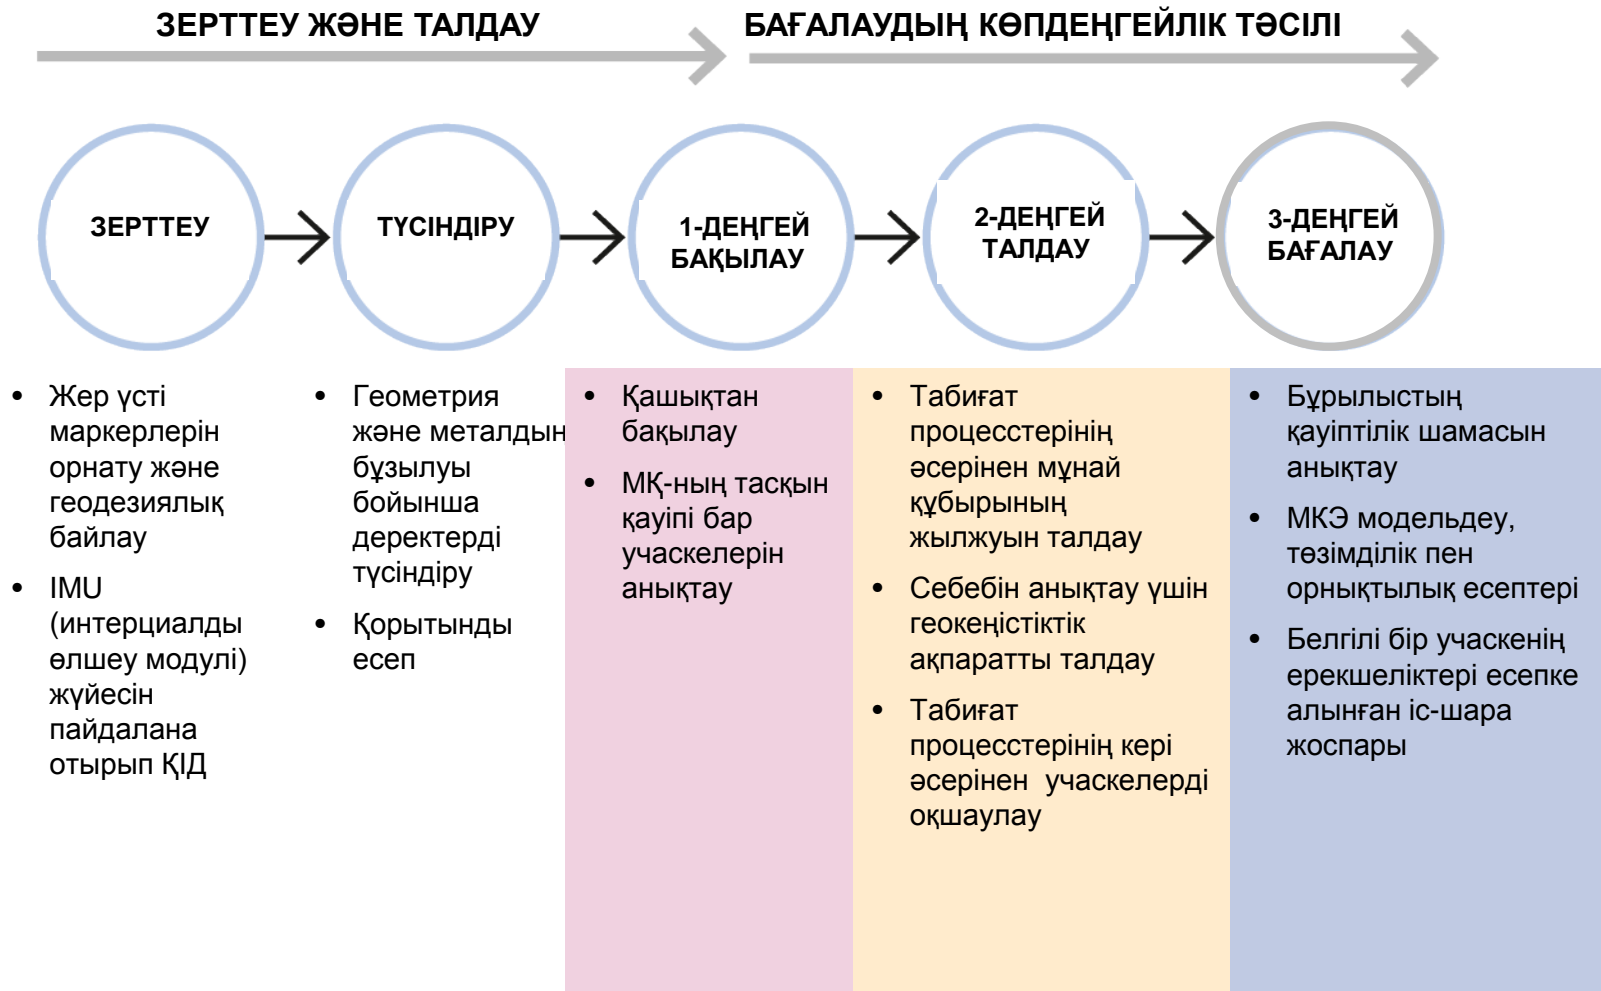 ЗЕРТТЕУ ЖӘНЕ ТАЛДАУ
БАҒАЛАУДЫҢ КӨПДЕҢГЕЙЛІК ТӘСІЛІ
ЗЕРТТЕУ
ТҮСІНДІРУ
1-ДЕҢГЕЙ
БАҚЫЛАУ
2-ДЕҢГЕЙ
ТАЛДАУ
3-ДЕҢГЕЙ
БАҒАЛАУ
• Жер үсті
маркерлерін
орнату және
геодезиялық
байлау
• IMU
(интерциалды
өлшеу модулі)
жүйесін
пайдалана
отырып ҚІД
• Геометрия
және металдын
бұзылуы
бойынша
деректерді
түсіндіру
• Қорытынды
есеп
• Қашықтан
бақылау
• МҚ-ның тасқын
қауіпі бар
учаскелерін
анықтау
• Табиғат
процесстерінің
әсерінен мұнай
құбырының
жылжуын талдау
• Себебін анықтау үшін
геокеңістіктік
ақпаратты талдау
• Табиғат
процесстерінің кері
әсерінен учаскелерді
оқшаулау
• Бұрылыстың
қауіптілік шамасын
анықтау
• МКЭ модельдеу,
төзімділік пен
орнықтылық есептері
• Белгілі бір учаскенің
ерекшеліктері есепке
алынған іс-шара
жоспары